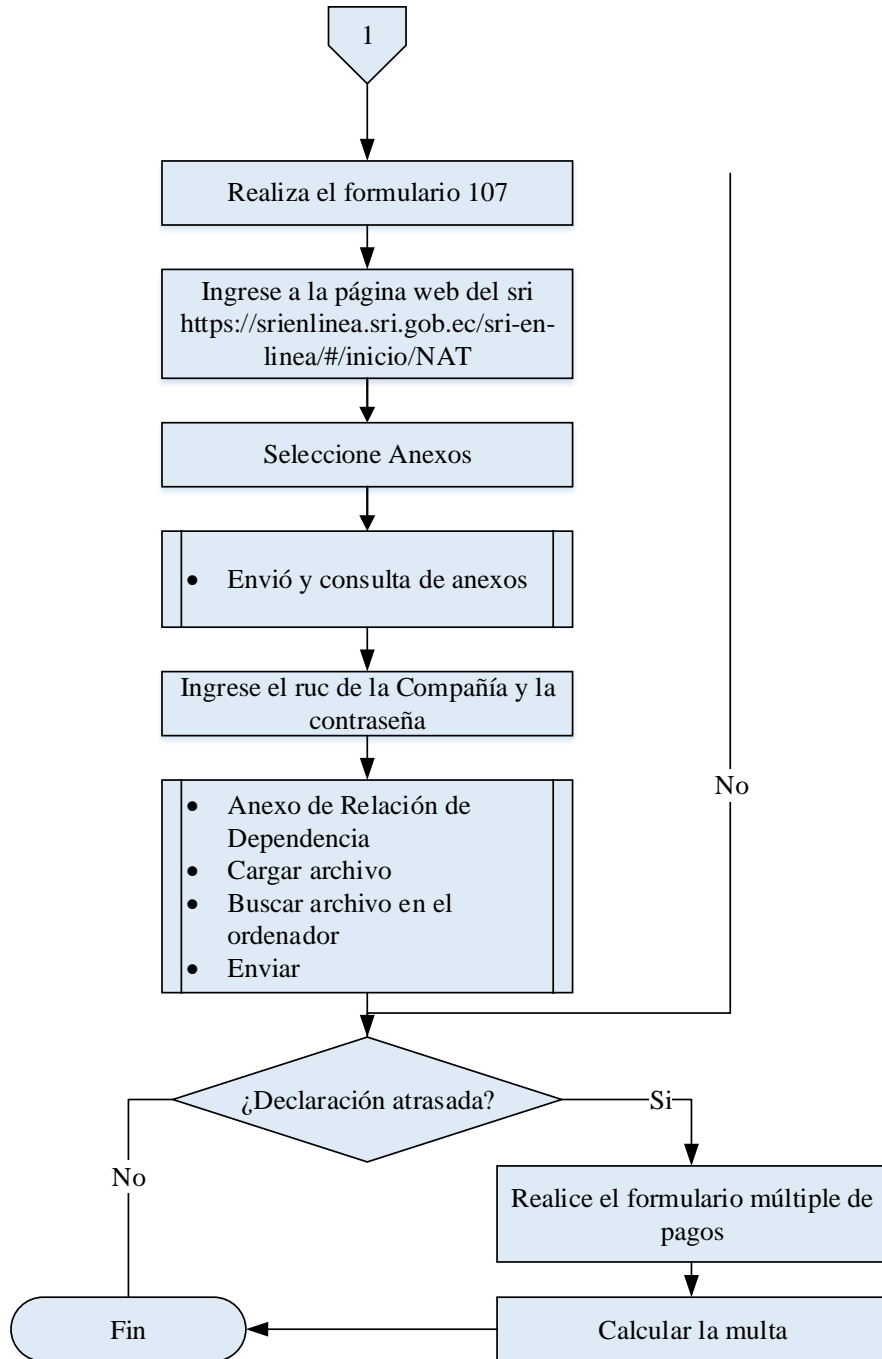 1
Realiza el formulario 107
Ingrese a la página web del sri
https://srienlinea.sri.gob.ec/sri-en-
linea/#/inicio/NAT
Seleccione Anexos
• Envió y consulta de anexos
Ingrese el ruc de la Compañía y la
contraseña
No
• Anexo de Relación de
Dependencia
• Cargar archivo
• Buscar archivo en el
ordenador
• Enviar
¿Declaración atrasada?
Si
No
Realice el formulario múltiple de
pagos
Fin
Calcular la multa